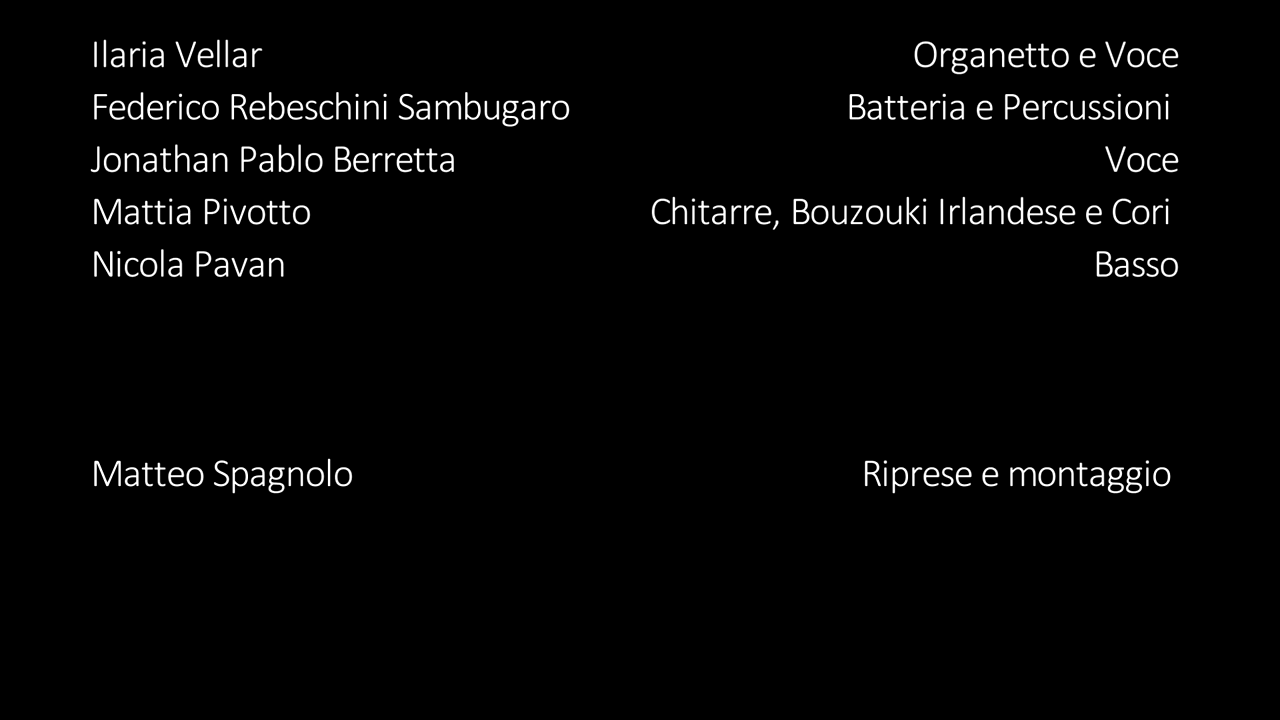 Ilaria Vellar Organetto e Voce
Federico Rebeschini Sambugaro Batteria e Percussioni
Jonathan Pablo Berretta Voce
Mattia Pivotto Chitarre, Bouzouki Irlandese e Cori
Nicola Pavan Basso
Matteo Spagnolo Riprese e montaggio